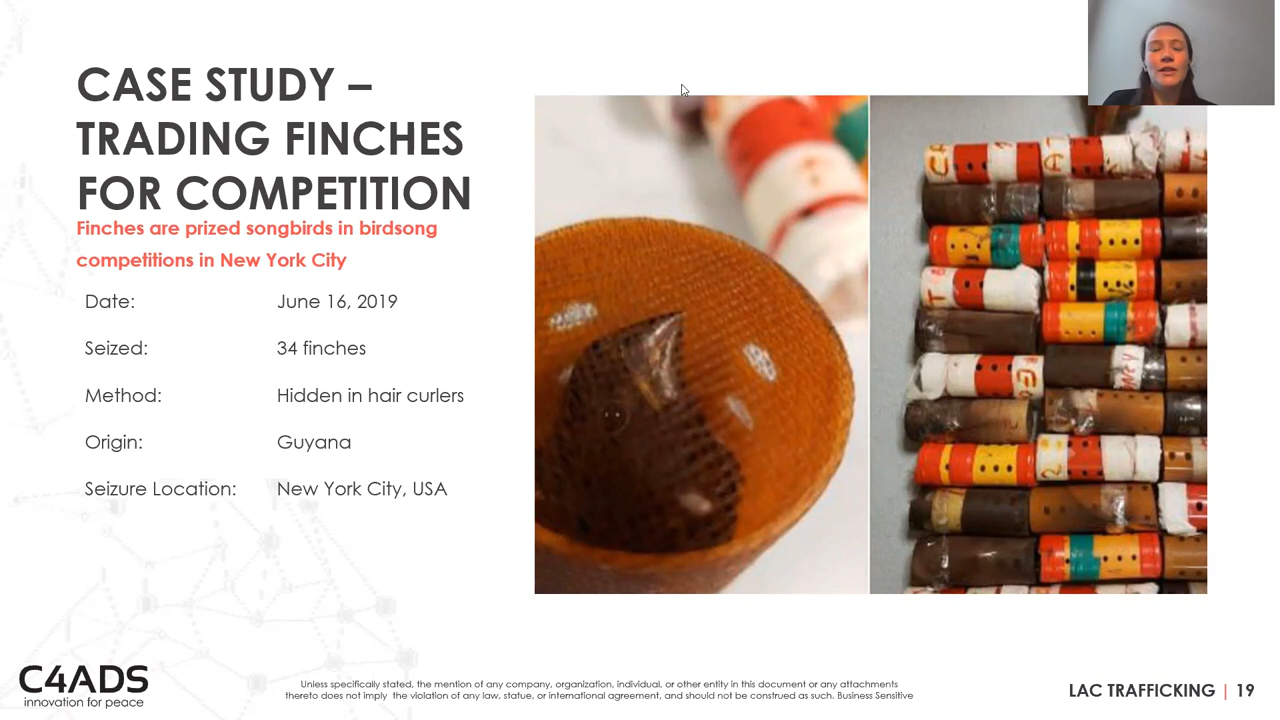 CASE STUDY –
TRADING FINCHES
FOR COMPETITION
Finches are prized songbirds in birdsong
competitions in New York City
Date: June 16, 2019
Seized: 34 finches
Method: Hidden in hair curlers
Origin: Guyana
Seizure Location: New York City, USA
C4ADS
innovation for peace
Unless specifically stated, the mention of any company, organization, individual, or other entity in this document or any attachments
thereto does not imply the violation of any law, statue, or international agreement, and should not be construed as such. Business Sensitive
LAC TRAFFICKING | 19